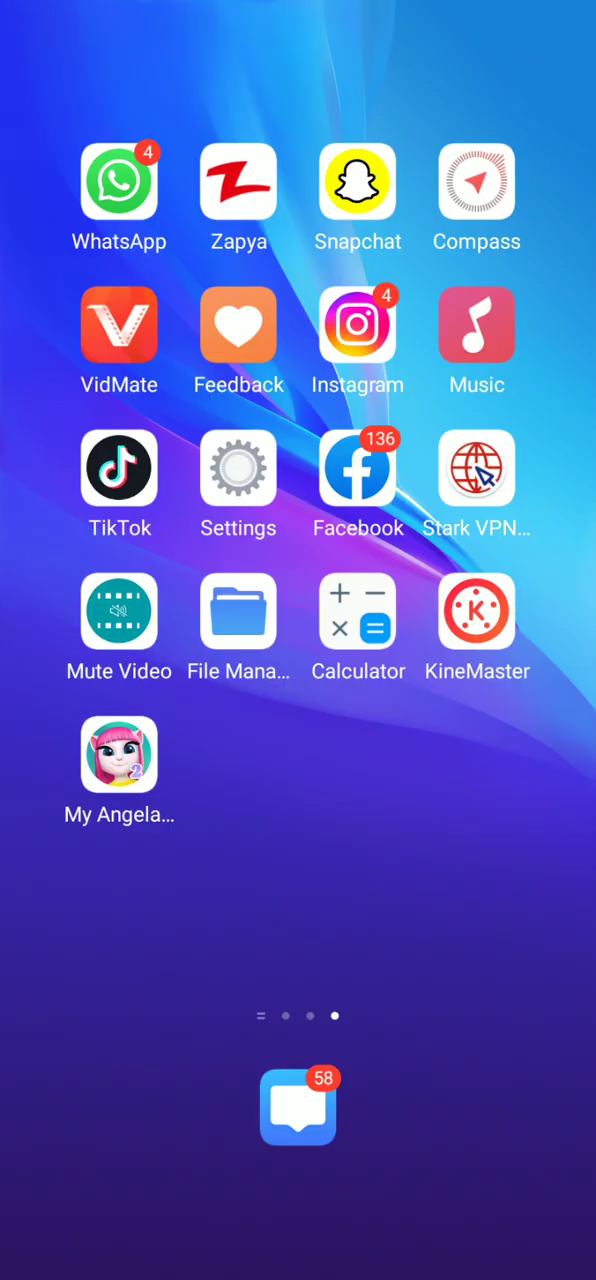 4
WhatsApp
Zapya
Snapchat
Compass
4
VidMate
Feedback
Instagram
Music
136
TikTok
Settings
Facebook
Stark VPN...
Mute Video
File Mana...
Calculator
K
KineMaster
2
My Angela...
58